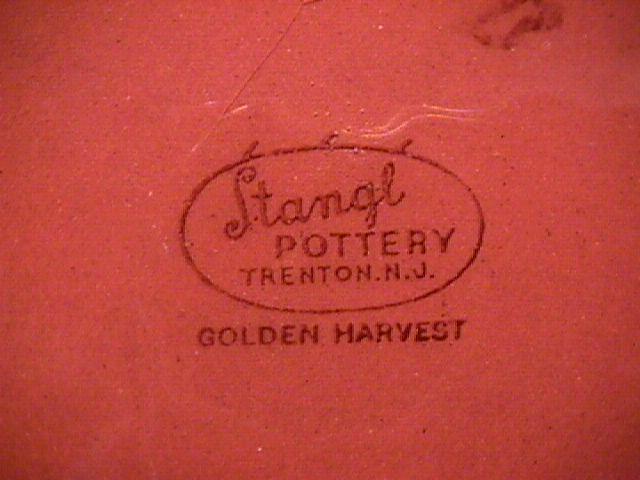 Stangl
POTTERY
TRENTON.N.J.
GOLDEN HARVEST